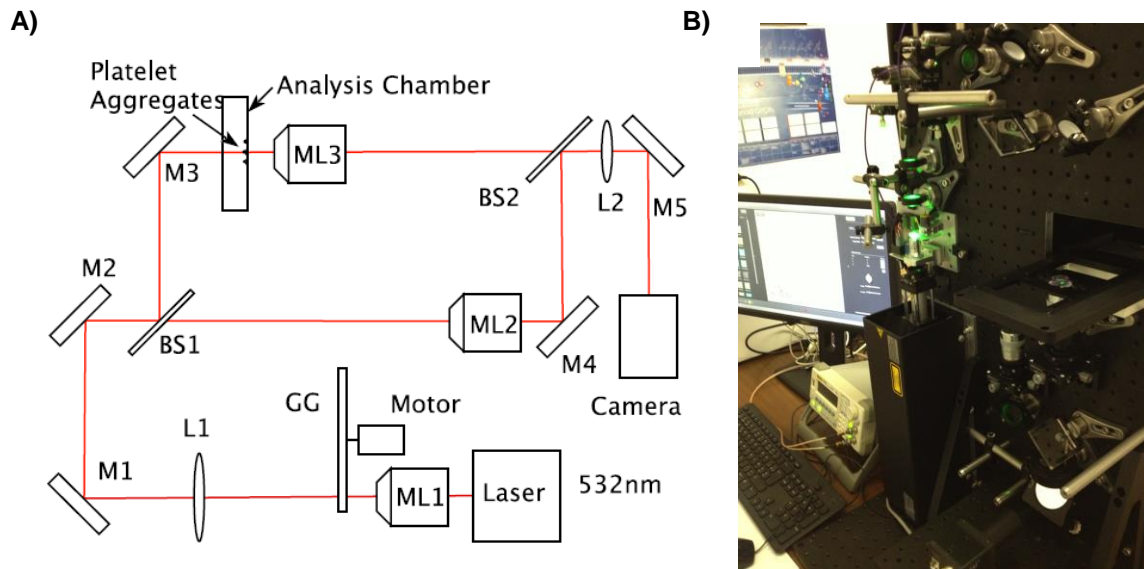 A)
B)
Platelet
Aggregates
Analysis Chamber
M3
ML3
BS2
L2
M5
M2
BS1
ML2
M4
GG
Motor
Camera
L1
M1
ML1
Laser
532nm